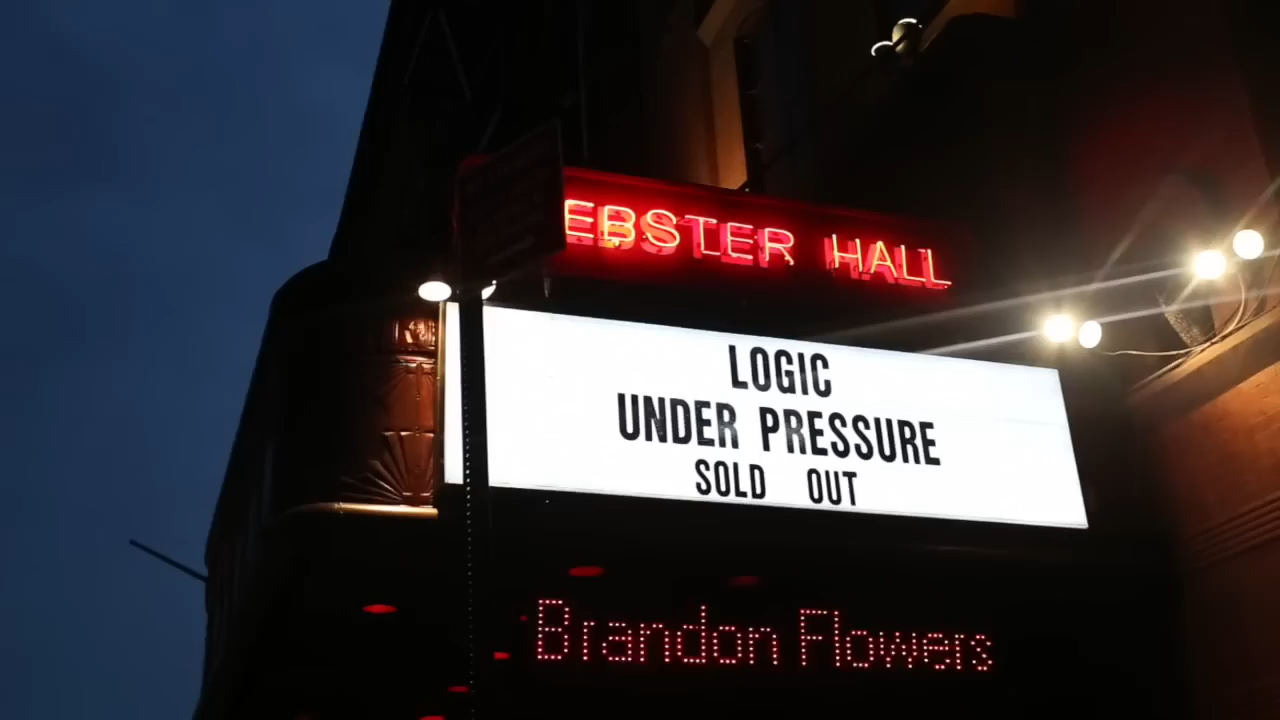 EBSTER HALL
LOGIC
UNDER PRESSURE
SOLD OUT
Brandon Flowers